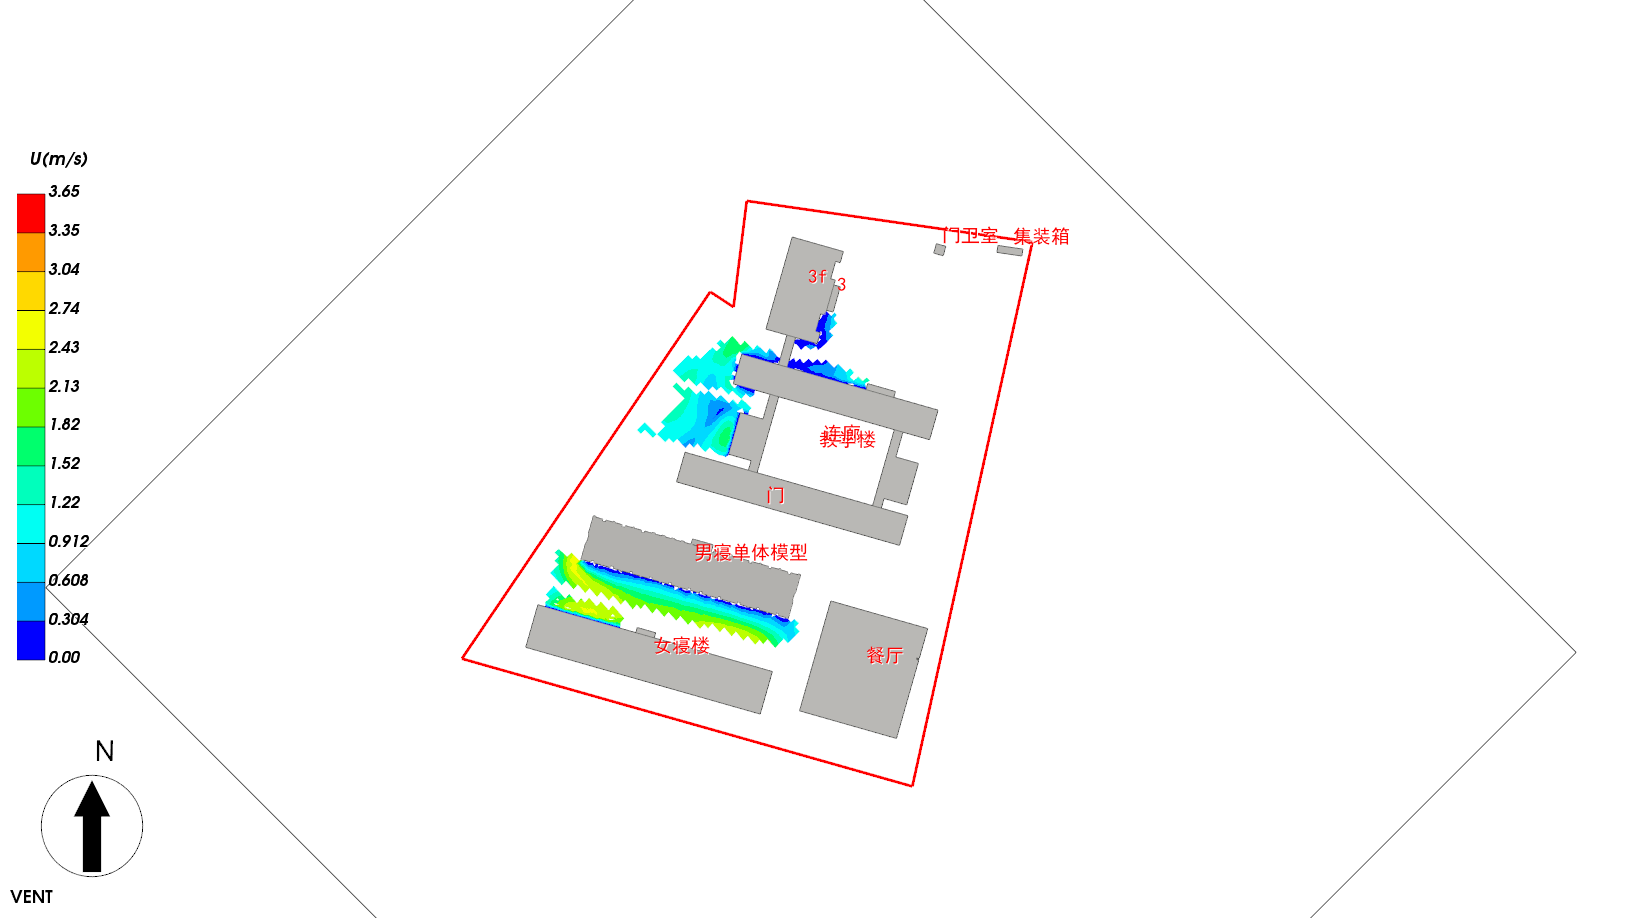 U(m/s)
3.65
3.35
3.04
2.74
2.43
2.13
1.82
1.52
1.22
0.912
0.608
0.304
0.00
门卫室 集装箱
3f
3
连廊
教学楼
门
男寝单体模型
女寝楼
餐厅
N
VENT